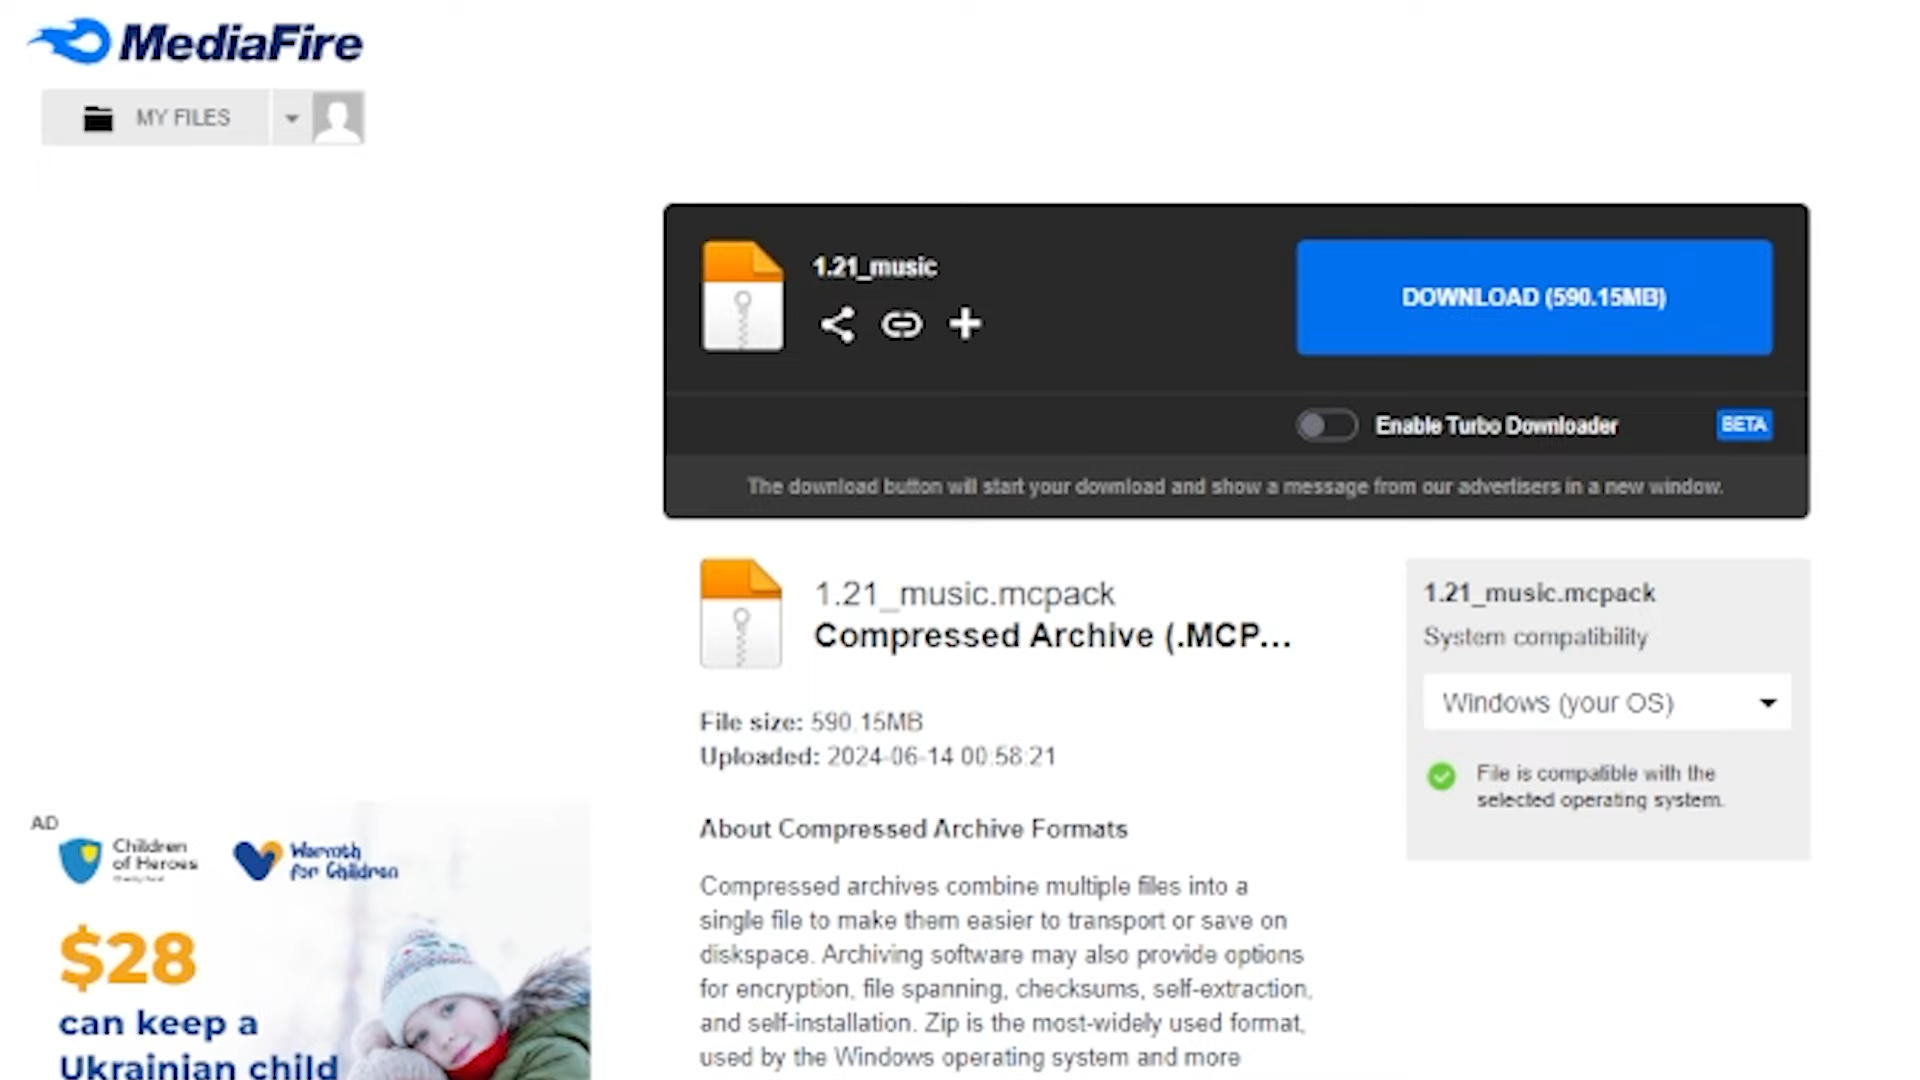 MediaFire
MY FILES
1.21_music
DOWNLOAD (590.15MB)
Enable Turbo Downloader
BETA
The download button will start your download and show a message from our advertisers in a new window.
1.21_music.mcpack
Compressed Archive (.MCP...
File size: 590.15MB
Uploaded: 2024-06-14 00:58:21
About Compressed Archive Formats
Compressed archives combine multiple files into a
single file to make them easier to transport or save on
diskspace. Archiving software may also provide options
for encryption, file spanning, checksums, self-extraction,
and self-installation. Zip is the most-widely used format,
used by the Windows operating system and more
1.21_music.mcpack
System compatibility
Windows (your OS)
File is compatible with the
selected operating system.
AD
Children
of Heroes
Warmth
for Children
$28
can keep a
Ukrainian child